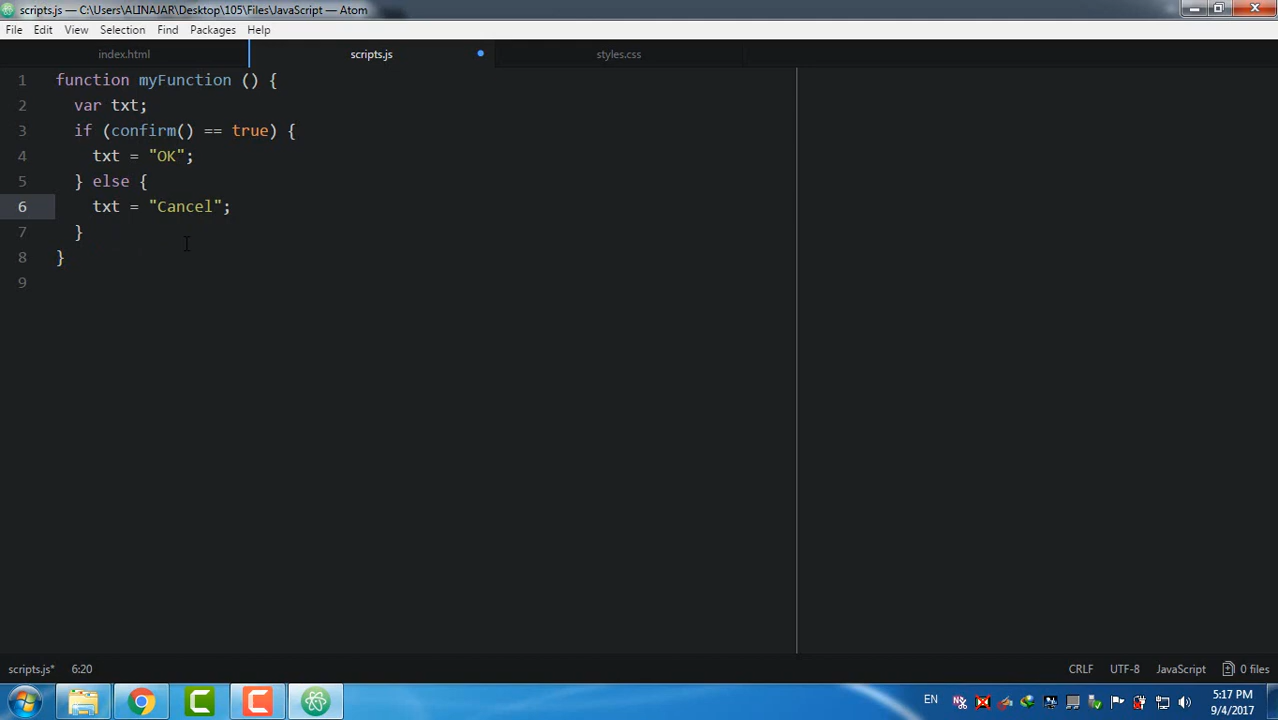 scripts.js — C:\Users\ALINAJAR\Desktop\105\Files\JavaScript — Atom
File Edit View Selection Find Packages Help
index.html scripts.js styles.css
1 function myFunction () {
2 var txt;
3 if (confirm() == true) {
4 txt = "OK";
5 } else {
6 txt = "Cancel";
7 }
8 }
9
scripts.js* 6:20 CRLF UTF-8 JavaScript 0 files
EN 5:17 PM
9/4/2017